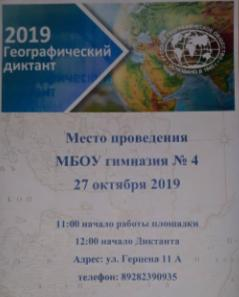 2019
Географический
диктант
Место проведения
МБОУ гимназия № 4
27 октября 2019
11:00 начало работы площадки
12:00 начало Диктанта
Адрес: ул. Герцена 11 А
телефон: 89282390935